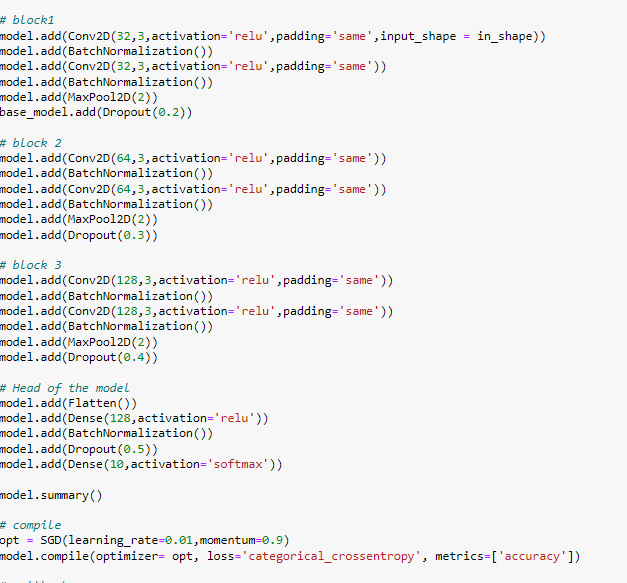 # block1
model.add(Conv2D(32,3,activation='relu',padding='same',input_shape = in_shape))
model.add(BatchNormalization())
model.add(Conv2D(32,3,activation='relu',padding='same'))
model.add(BatchNormalization())
model.add(MaxPool2D(2))
base_model.add(Dropout(0.2))

# block 2
model.add(Conv2D(64,3,activation='relu',padding='same'))
model.add(BatchNormalization())
model.add(Conv2D(64,3,activation='relu',padding='same'))
model.add(BatchNormalization())
model.add(MaxPool2D(2))
model.add(Dropout(0.3))

# block 3
model.add(Conv2D(128,3,activation='relu',padding='same'))
model.add(BatchNormalization())
model.add(Conv2D(128,3,activation='relu',padding='same'))
model.add(BatchNormalization())
model.add(MaxPool2D(2))
model.add(Dropout(0.4))

# Head of the model
model.add(Flatten())
model.add(Dense(128,activation='relu'))
model.add(BatchNormalization())
model.add(Dropout(0.5))
model.add(Dense(10,activation='softmax'))

model.summary()

# compile
opt = SGD(learning_rate=0.01,momentum=0.9)
model.compile(optimizer= opt, loss='categorical_crossentropy', metrics=['accuracy'])